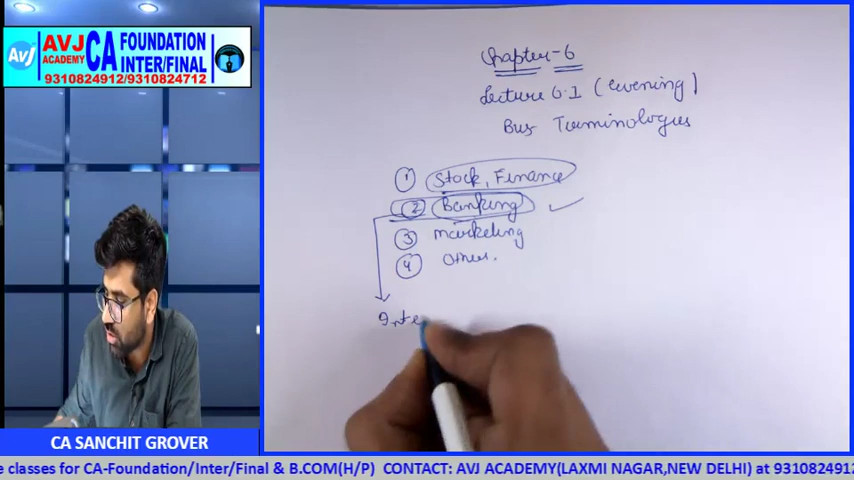 AVJ ACADEMY CA FOUNDATION INTER/FINAL
AVJ
9310824912/9310824712
Chapter-6
Lecture 6.1 (evening)
Bus Terminologies
1 Stock, Finance
2 Banking
3 marketing
4 Others.
Inte
CA SANCHIT GROVER
e classes for CA-Foundation/Inter/Final & B.COM(H/P) CONTACT: AVJ ACADEMY(LAXMI NAGAR,NEW DELHI) at 9310824912